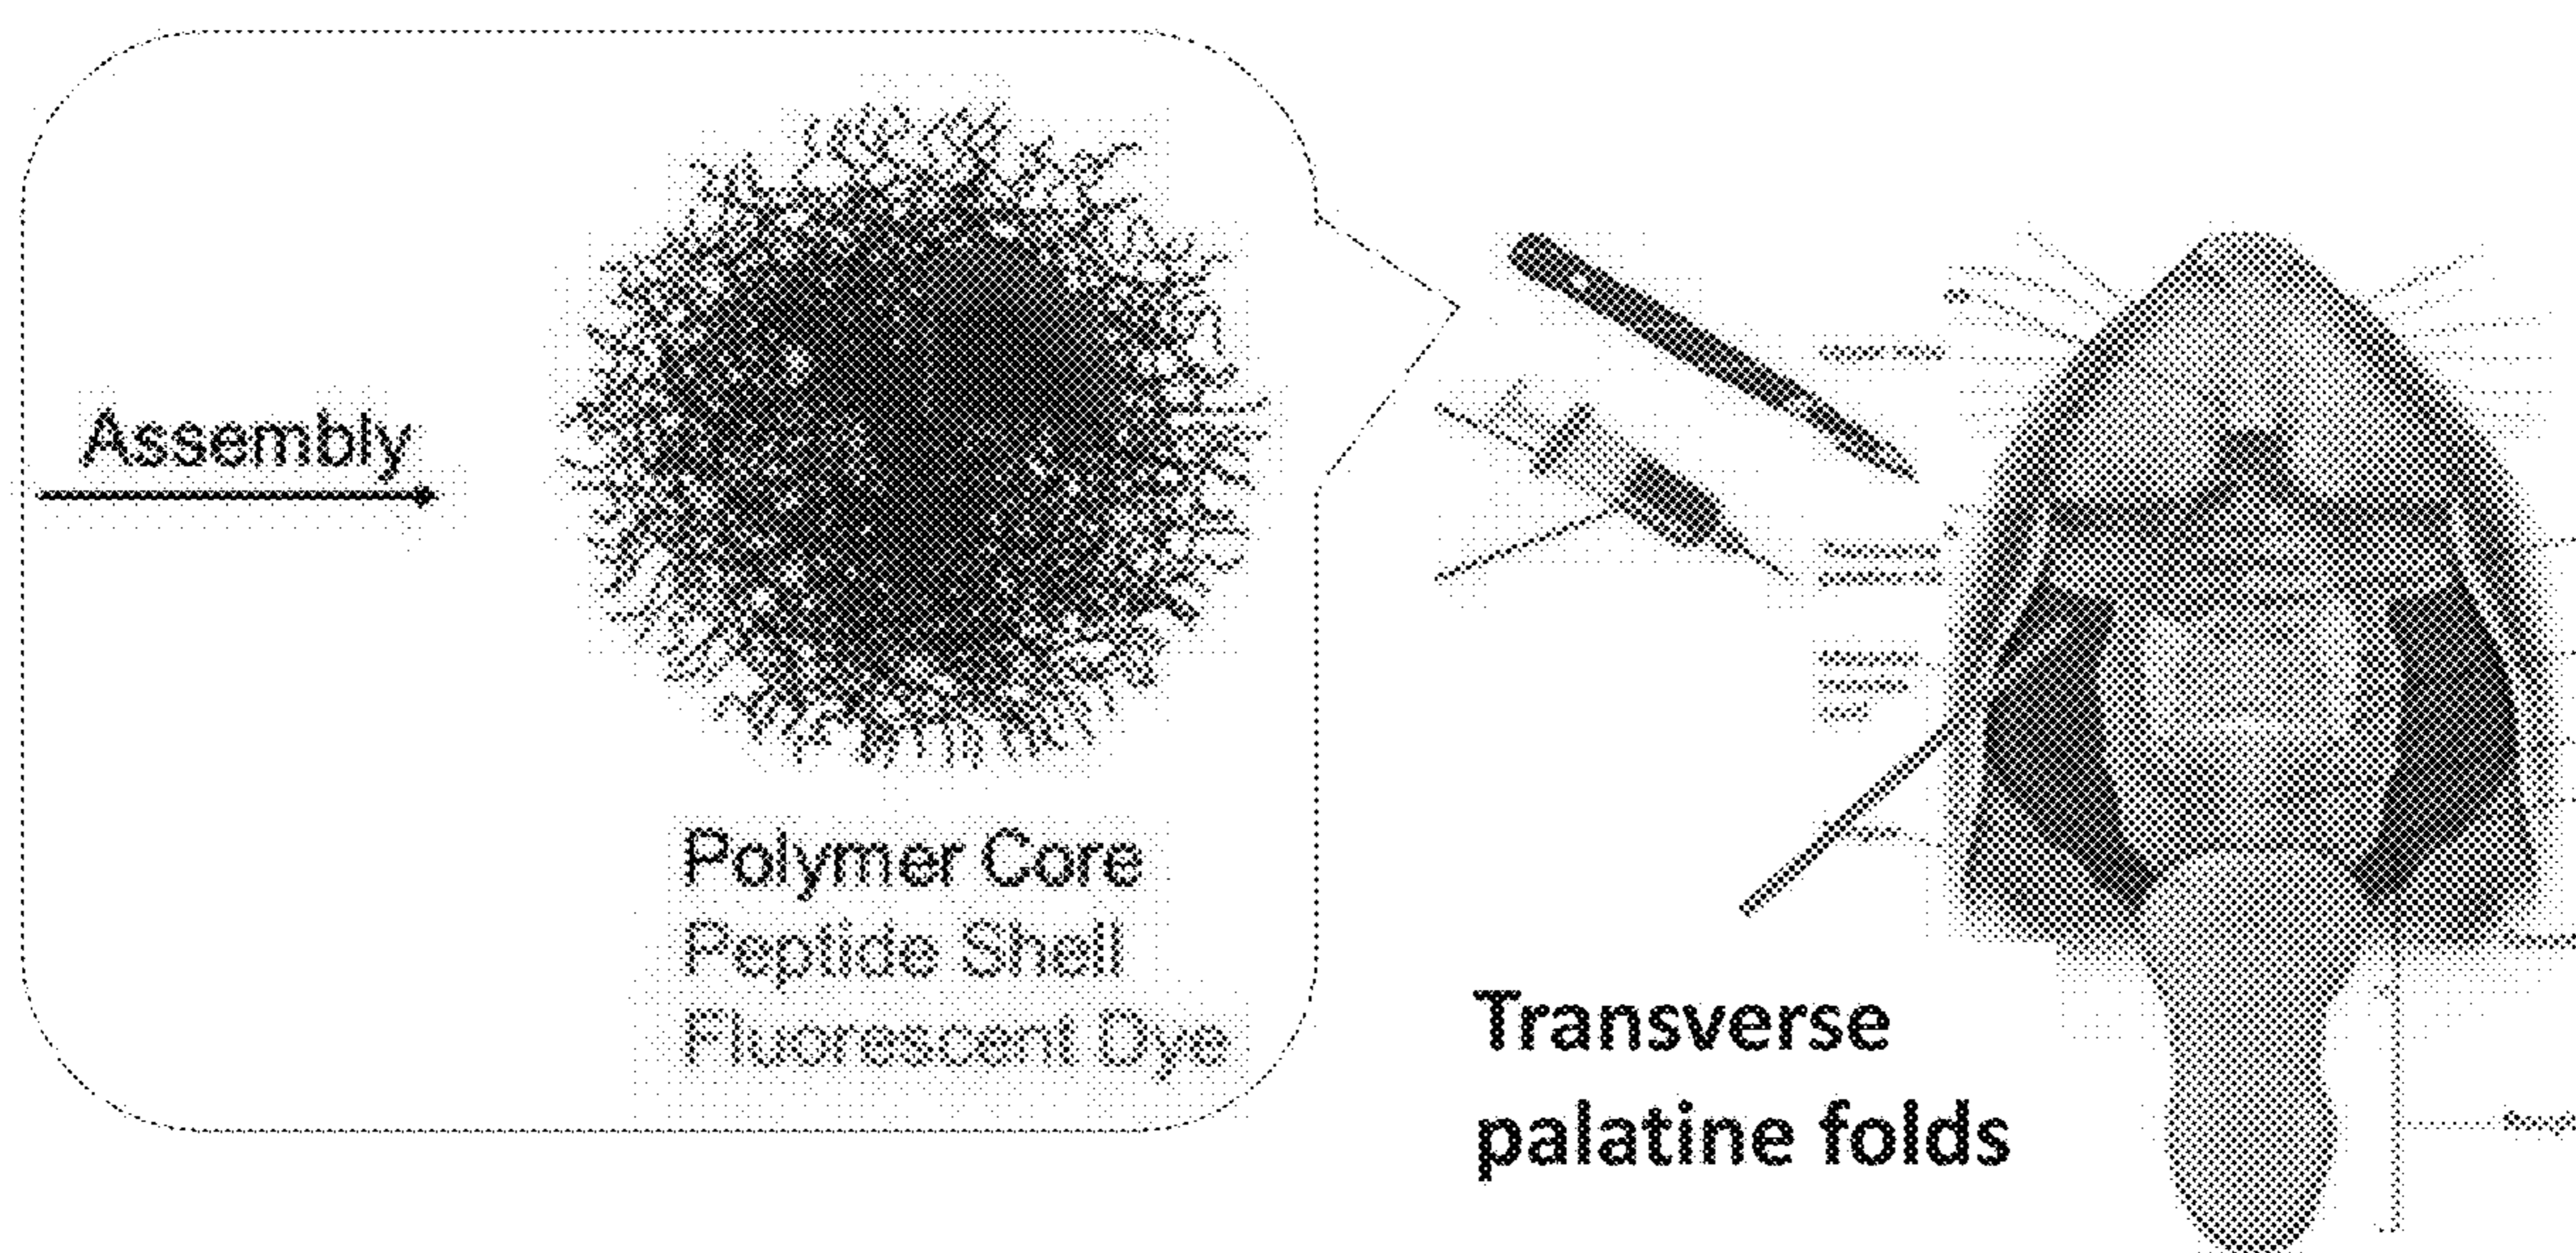 Assembly
Polymer Core
Peptide Shell
Fluorescent Dye
Transverse
palatine folds